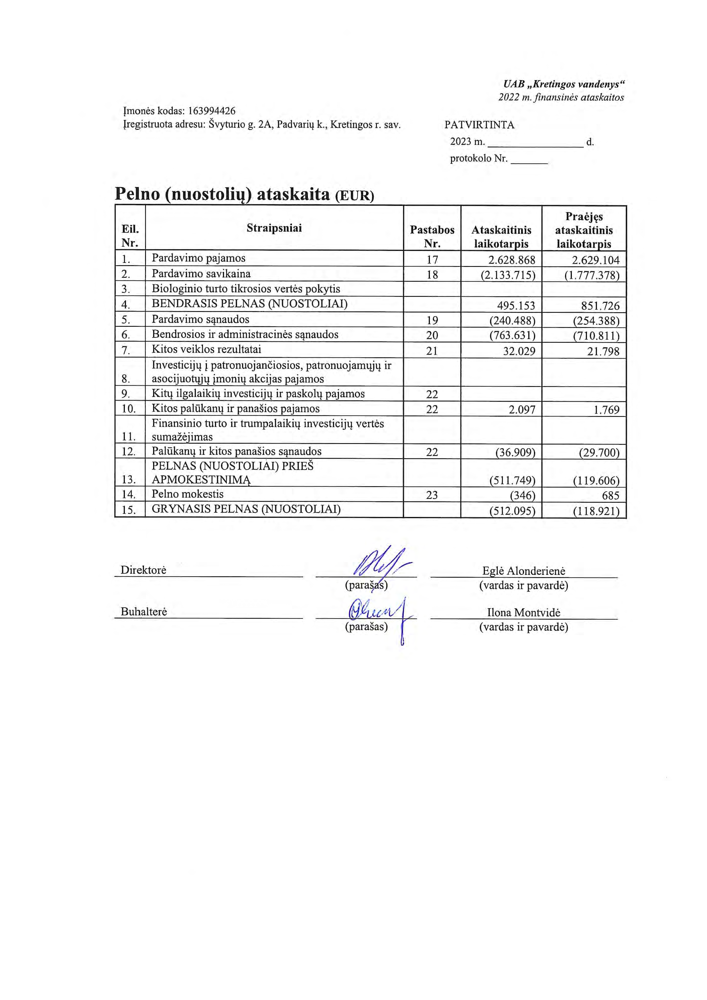 UAB „Kretingos vandenys“
2022 m. finansinės ataskaitos
Įmonės kodas: 163994426
Įregistruota adresu: Švyturio g. 2A, Padvarių k., Kretingos r. sav.
PATVIRTINTA
2023 m. ____________ d.
protokolo Nr. ______
Pelno (nuostolių) ataskaita (EUR)
Eil. Nr. Straipsniai Pastabos Nr. Ataskaitinis laikotarpis Praėjęs ataskaitinis laikotarpis
1. Pardavimo pajamos 17 2.628.868 2.629.104
2. Pardavimo savikaina 18 (2.133.715) (1.777.378)
3. Biologinio turto tikrosios vertės pokytis
4. BENDRASIS PELNAS (NUOSTOLIAI) 495.153 851.726
5. Pardavimo sąnaudos 19 (240.488) (254.388)
6. Bendrosios ir administracinės sąnaudos 20 (763.631) (710.811)
7. Kitos veiklos rezultatai 21 32.029 21.798
Investicijų į patronuojančiosios, patronuojamųjų ir
8. asocijuotųjų įmonių akcijas pajamos
9. Kitų ilgalaikių investicijų ir paskolų pajamos 22
10. Kitos palūkanų ir panašios pajamos 22 2.097 1.769
Finansinio turto ir trumpalaikių investicijų vertės
11. sumažėjimas
12. Palūkanų ir kitos panašios sąnaudos 22 (36.909) (29.700)
PELNAS (NUOSTOLIAI) PRIEŠ
13. APMOKESTINIMĄ (511.749) (119.606)
14. Pelno mokestis 23 (346) 685
15. GRYNASIS PELNAS (NUOSTOLIAI) (512.095) (118.921)
Direktorė Eglė Alonderienė
(parašas) (vardas ir pavardė)
Buhalterė Ilona Montvidė
(parašas) (vardas ir pavardė)